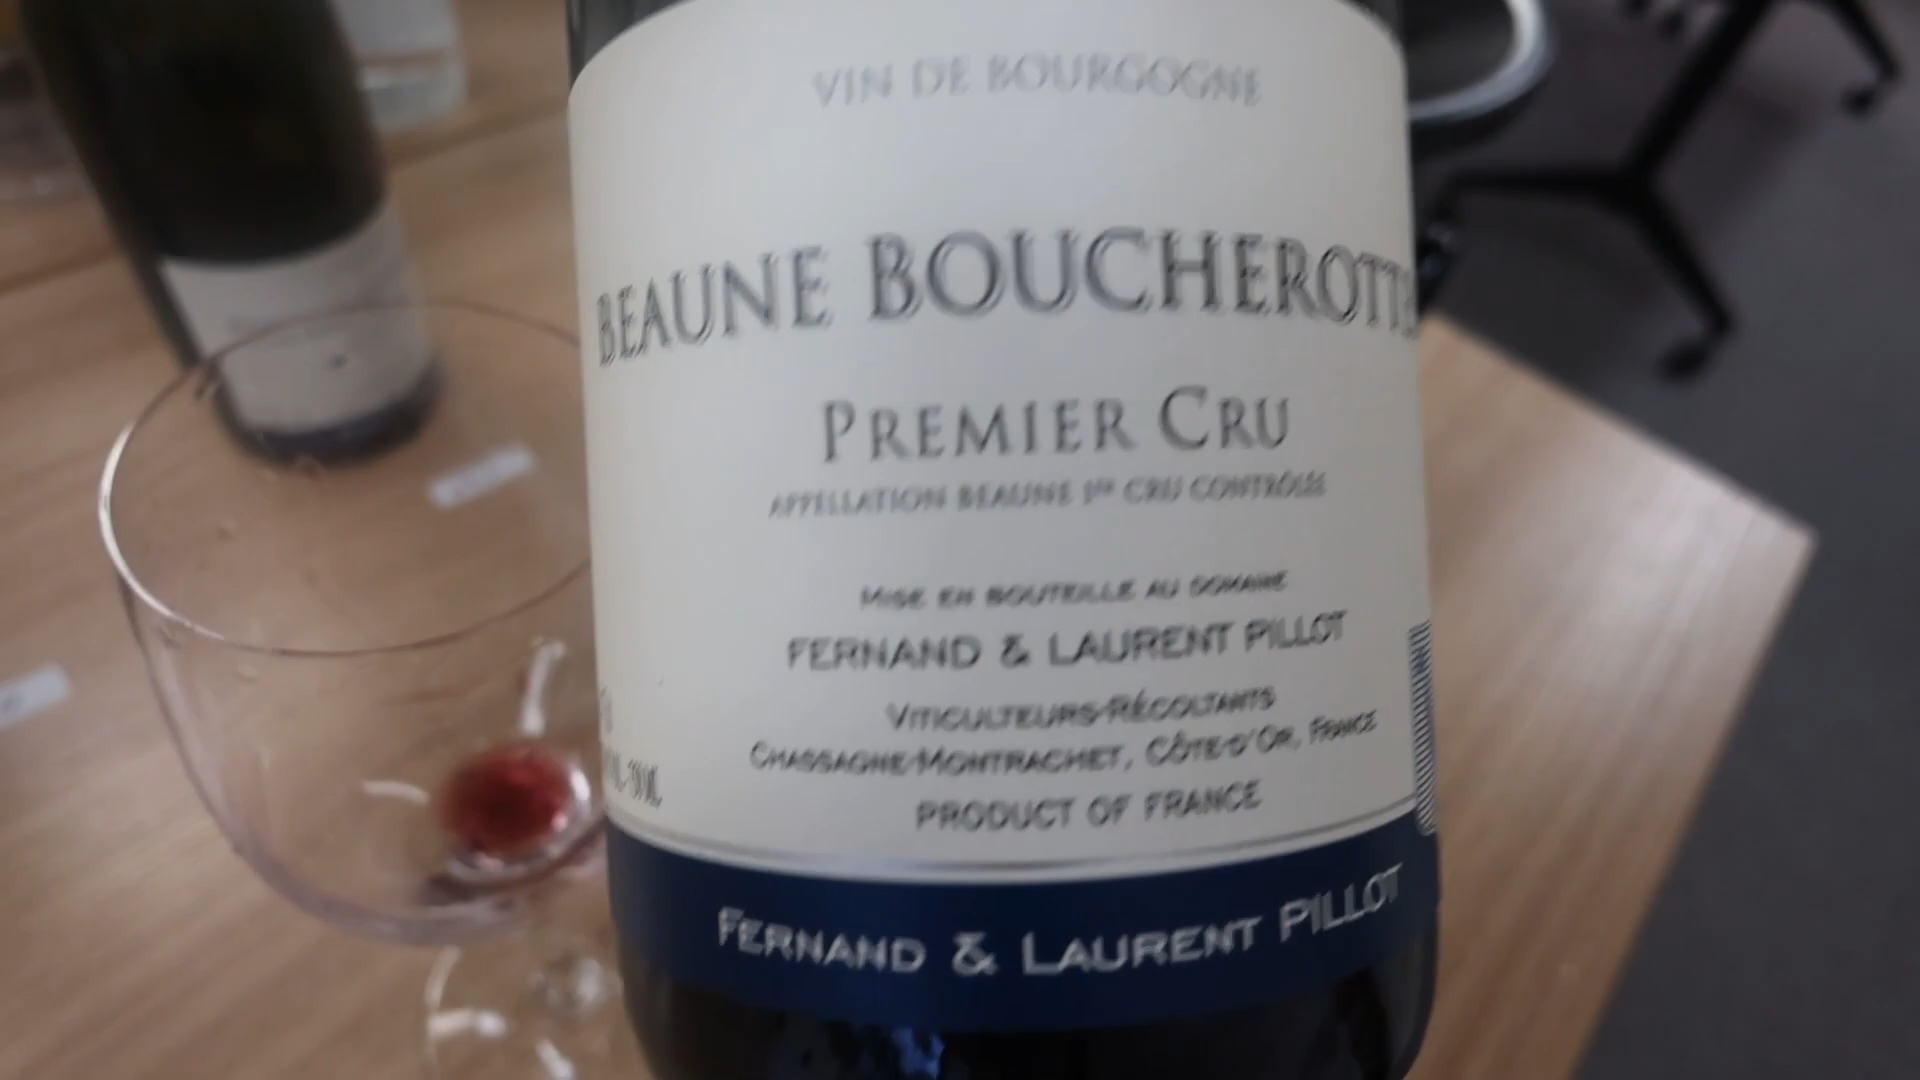 VIN DE BOURGOGNE
BEAUNE BOUCHEROTTE
PREMIER CRU
APPELLATION BEAUNE 1ER CRU CONTRÔLÉE
MISE EN BOUTEILLE AU DOMAINE
FERNAND & LAURENT PILLOT
VITICULTEURS-RÉCOLTANTS
CHASSAGNE-MONTRACHET, CÔTE-D'OR, FRANCE
PRODUCT OF FRANCE
FERNAND & LAURENT PILLOT